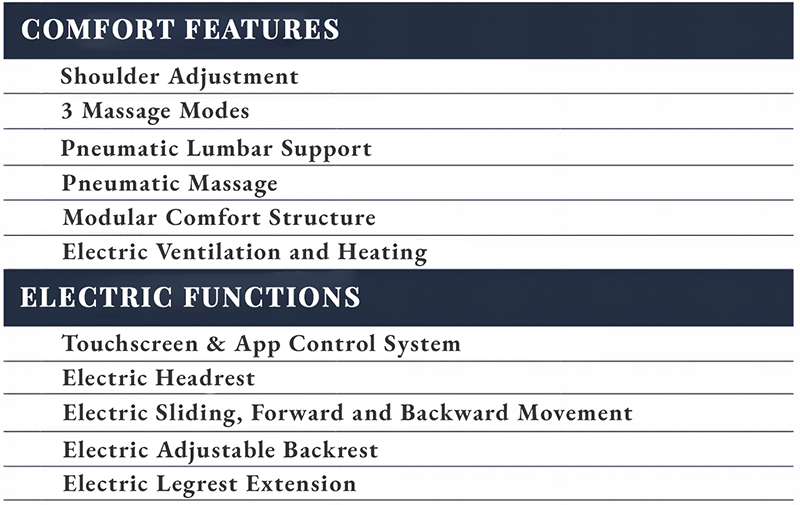 COMFORT FEATURES
Shoulder Adjustment
3 Massage Modes
Pneumatic Lumbar Support
Pneumatic Massage
Modular Comfort Structure
Electric Ventilation and Heating
ELECTRIC FUNCTIONS
Touchscreen & App Control System
Electric Headrest
Electric Sliding, Forward and Backward Movement
Electric Adjustable Backrest
Electric Legrest Extension